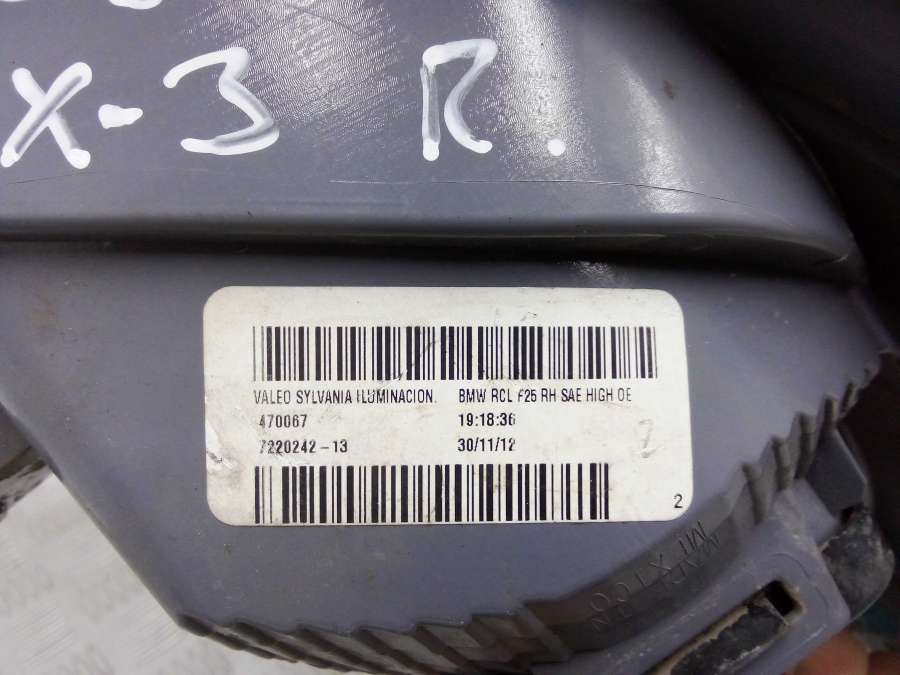 X-3 R.
VALEO SYLVANIA ILUMINACION. BMW RCL F25 RH SAE HIGH OE
470067 19:18:36
7220242-13 30/11/12
2